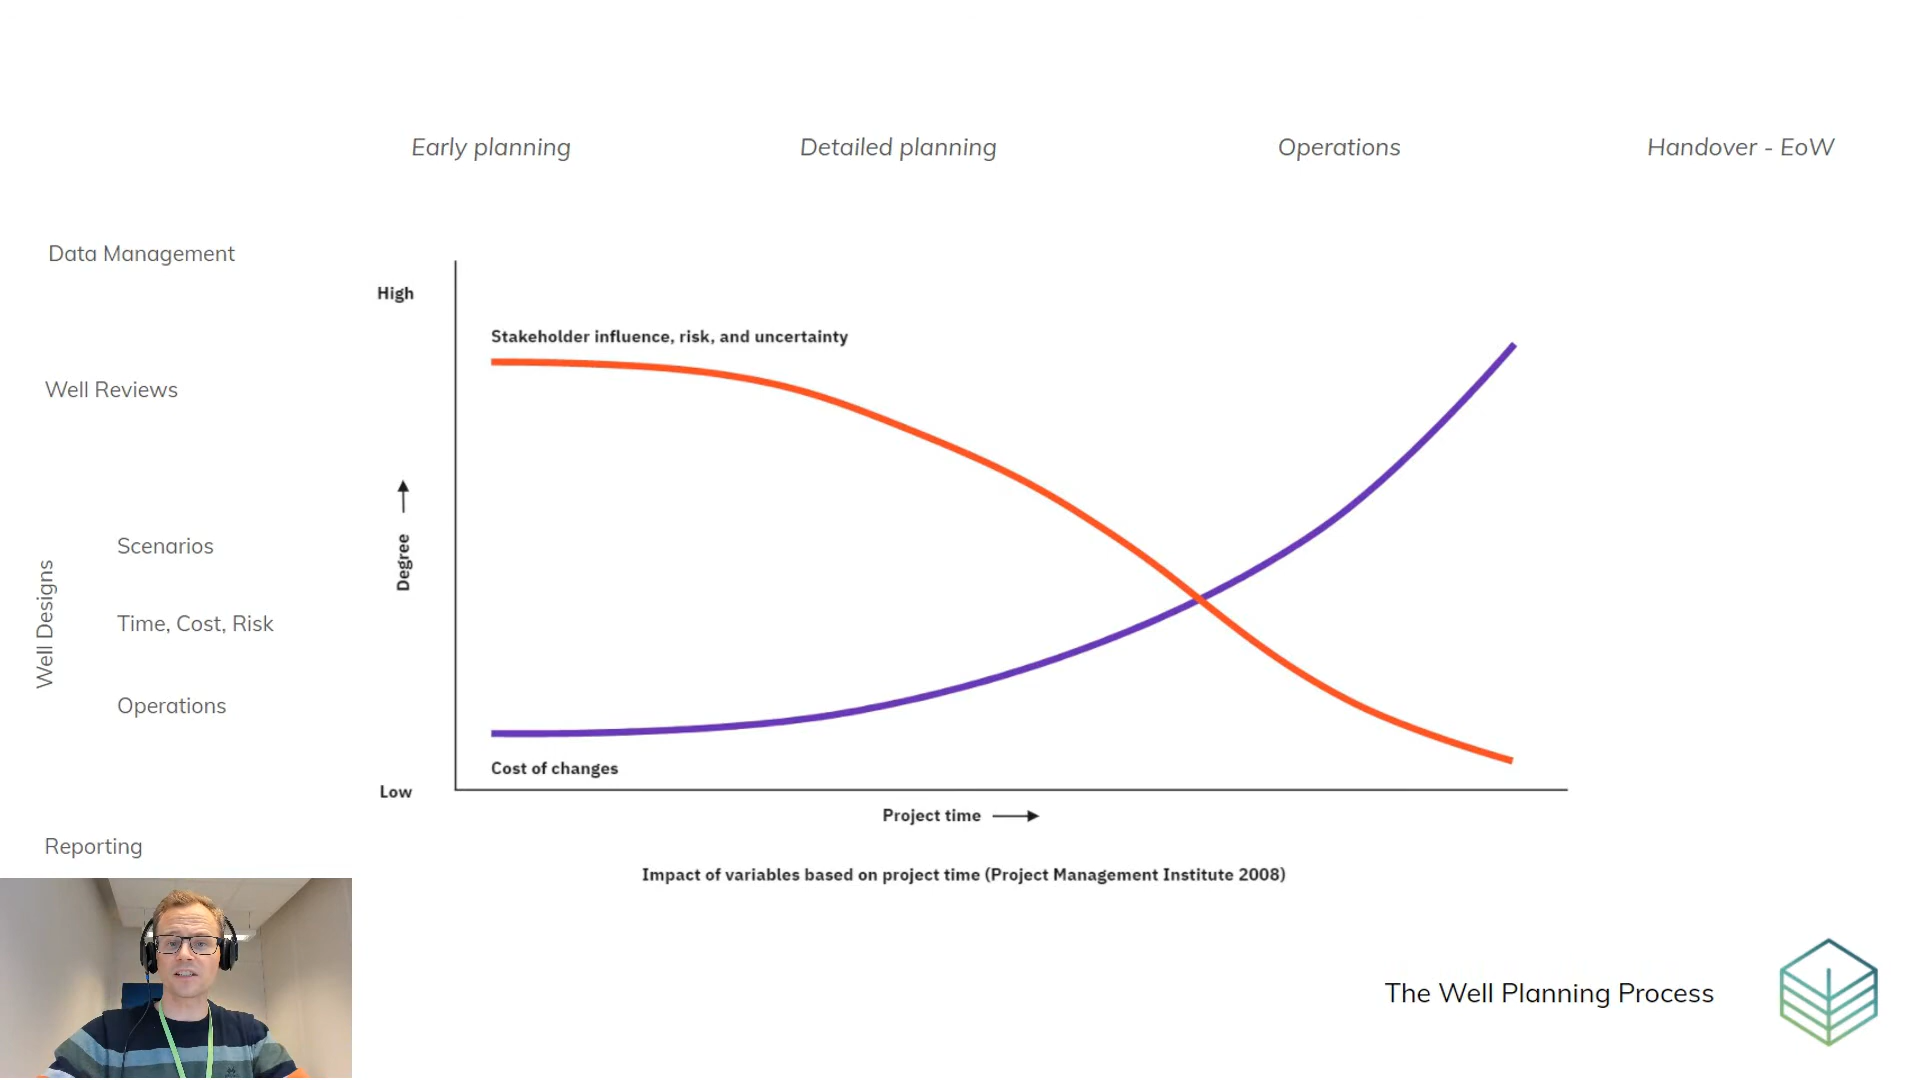 Early planning
Detailed planning
Operations
Handover - EoW
Data Management
High
Stakeholder influence, risk, and uncertainty
Well Reviews
Degree
Well Designs
Scenarios
Time, Cost, Risk
Operations
Cost of changes
Low
Project time
Reporting
Impact of variables based on project time (Project Management Institute 2008)
The Well Planning Process